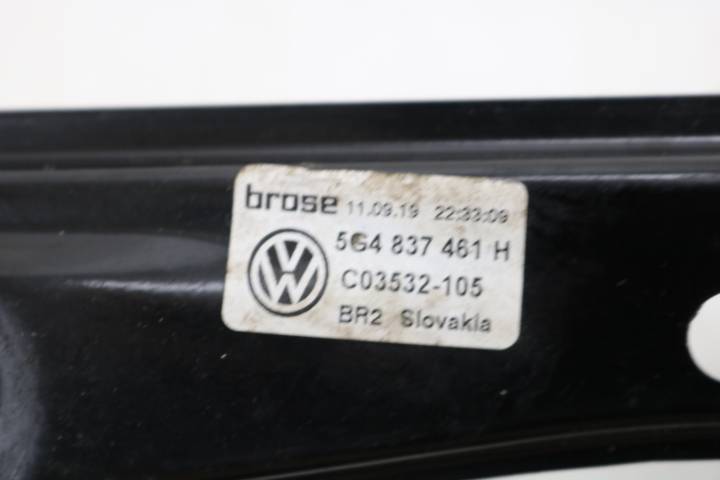 brose 11.09.19 22:33:09
5G4 837 461 H
C03532-105
BR2 Slovakia